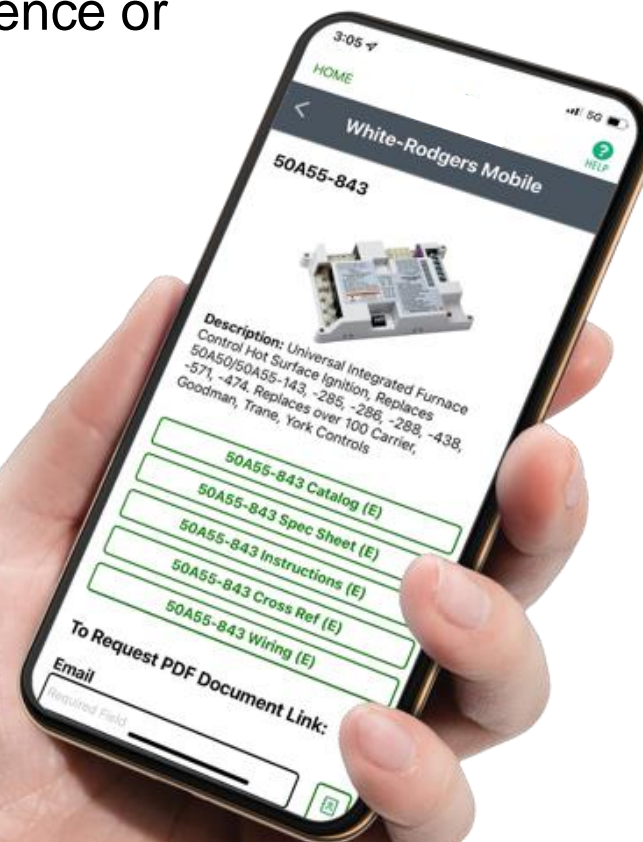 ence or
3:05
5G
HOME
HELP
White-Rodgers Mobile
50A55-843
Description: Universal Integrated Furnace
Control Hot Surface Ignition, Replaces
50A50/50A55-143, -285, -286, -288, -438,
-571, -474. Replaces over 100 Carrier,
Goodman, Trane, York Controls
50A55-843 Catalog (E)
50A55-843 Spec Sheet (E)
50A55-843 Instructions (E)
50A55-843 Cross Ref (E)
50A55-843 Wiring (E)
To Request PDF Document Link:
Email
Required Field